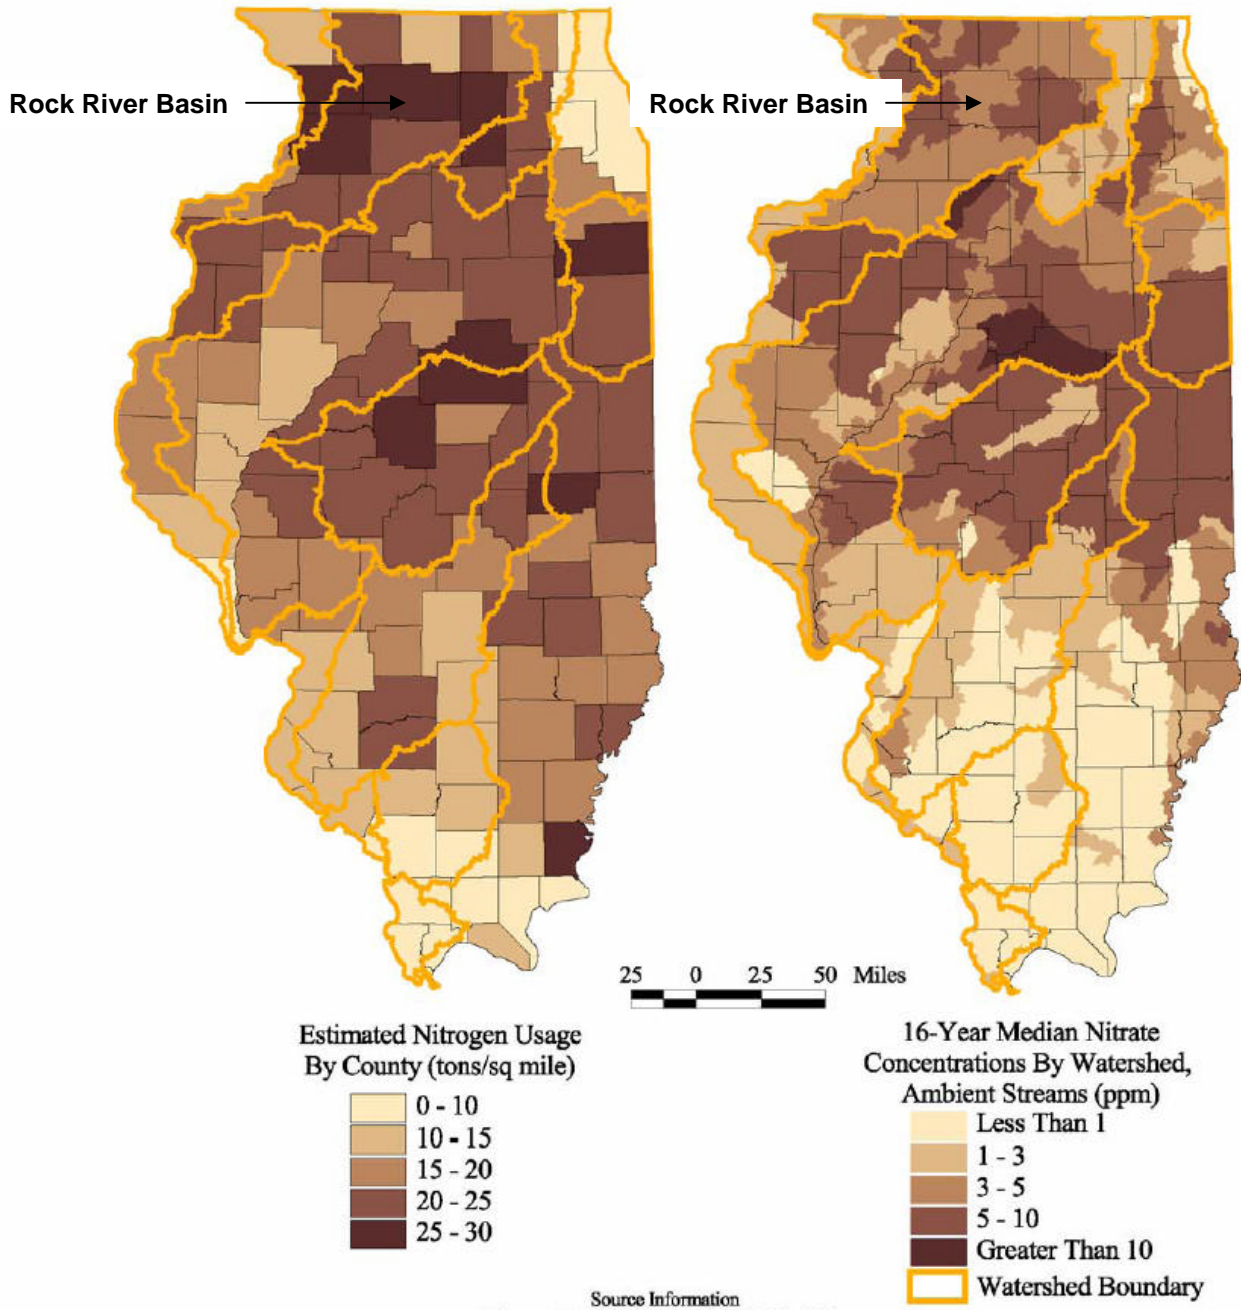 Rock River Basin
Rock River Basin
25 0 25 50 Miles
Estimated Nitrogen Usage
By County (tons/sq mile)
0 - 10
10 - 15
15 - 20
20 - 25
25 - 30
16-Year Median Nitrate
Concentrations By Watershed,
Ambient Streams (ppm)
Less Than 1
1 - 3
3 - 5
5 - 10
Greater Than 10
Watershed Boundary
Source Information